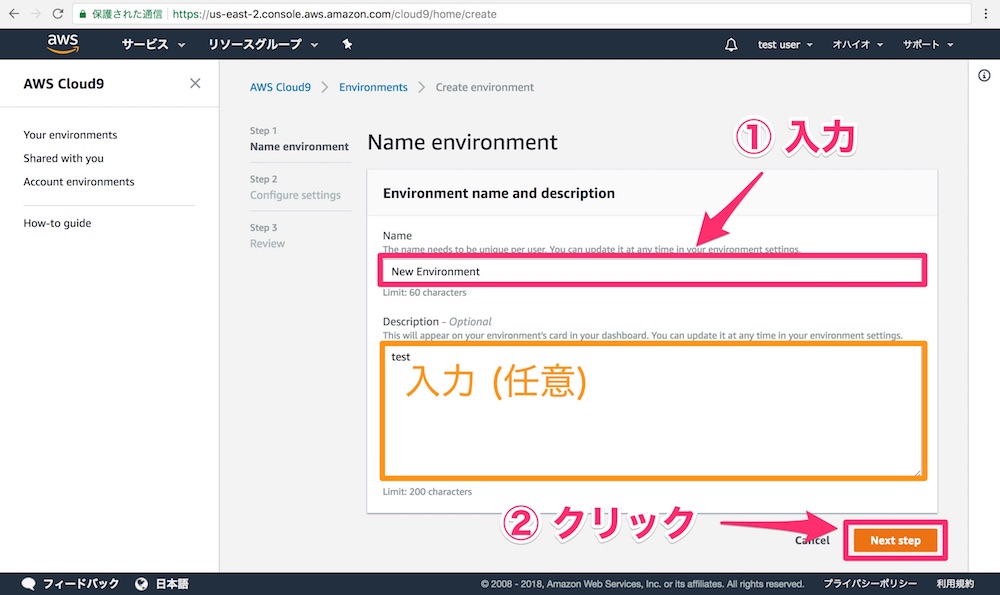 保護された通信 https://us-east-2.console.aws.amazon.com/cloud9/home/create
aws サービス リソースグループ test user オハイオ サポート
AWS Cloud9
Your environments
Shared with you
Account environments
How-to guide
AWS Cloud9 Environments Create environment
Step 1
Name environment
Step 2
Configure settings
Step 3
Review
Name environment
① 入力
Environment name and description
Name
The name needs to be unique per user. You can update it at any time in your environment settings.
New Environment
Limit: 60 characters
Description - Optional
This will appear on your environment's card in your dashboard. You can update it at any time in your environment settings.
test
入力 (任意)
Limit: 200 characters
② クリック
Cancel Next step
フィードバック 日本語 © 2008 - 2018, Amazon Web Services, Inc. or its affiliates. All rights reserved. プライバシーポリシー 利用規約